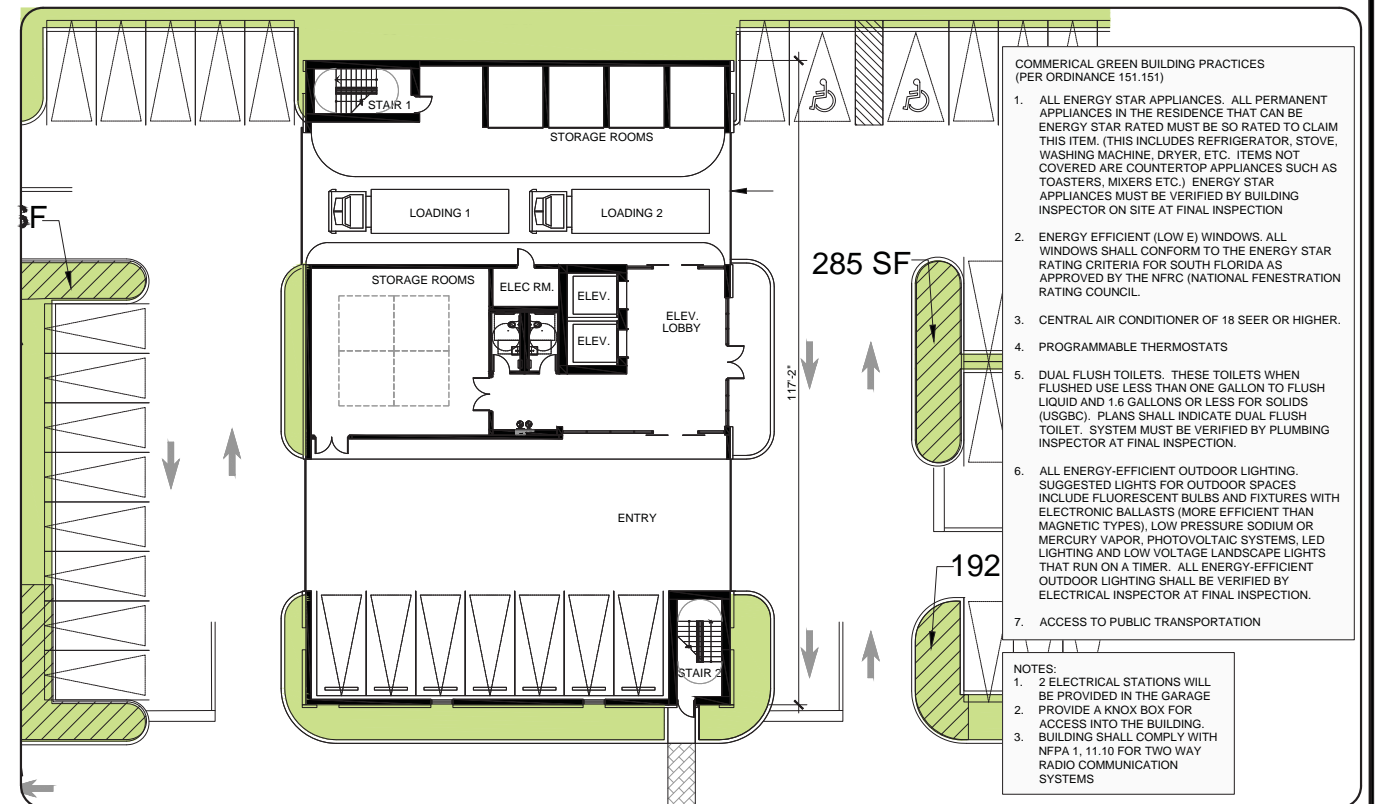 STAIR 1
STORAGE ROOMS
LOADING 1
LOADING 2
SF
285 SF
STORAGE ROOMS
ELEC RM.
ELEV.
ELEV.
ELEV.
LOBBY
117'-2"
ENTRY
192
STAIR 2
COMMERICAL GREEN BUILDING PRACTICES
(PER ORDINANCE 151.151)
1. ALL ENERGY STAR APPLIANCES. ALL PERMANENT
APPLIANCES IN THE RESIDENCE THAT CAN BE
ENERGY STAR RATED MUST BE SO RATED TO CLAIM
THIS ITEM. (THIS INCLUDES REFRIGERATOR, STOVE,
WASHING MACHINE, DRYER, ETC. ITEMS NOT
COVERED ARE COUNTERTOP APPLIANCES SUCH AS
TOASTERS, MIXERS ETC.) ENERGY STAR
APPLIANCES MUST BE VERIFIED BY BUILDING
INSPECTOR ON SITE AT FINAL INSPECTION
2. ENERGY EFFICIENT (LOW E) WINDOWS. ALL
WINDOWS SHALL CONFORM TO THE ENERGY STAR
RATING CRITERIA FOR SOUTH FLORIDA AS
APPROVED BY THE NFRC (NATIONAL FENESTRATION
RATING COUNCIL.
3. CENTRAL AIR CONDITIONER OF 18 SEER OR HIGHER.
4. PROGRAMMABLE THERMOSTATS
5. DUAL FLUSH TOILETS. THESE TOILETS WHEN
FLUSHED USE LESS THAN ONE GALLON TO FLUSH
LIQUID AND 1.6 GALLONS OR LESS FOR SOLIDS
(USGBC). PLANS SHALL INDICATE DUAL FLUSH
TOILET. SYSTEM MUST BE VERIFIED BY PLUMBING
INSPECTOR AT FINAL INSPECTION.
6. ALL ENERGY-EFFICIENT OUTDOOR LIGHTING.
SUGGESTED LIGHTS FOR OUTDOOR SPACES
INCLUDE FLUORESCENT BULBS AND FIXTURES WITH
ELECTRONIC BALLASTS (MORE EFFICIENT THAN
MAGNETIC TYPES), LOW PRESSURE SODIUM OR
MERCURY VAPOR, PHOTOVOLTAIC SYSTEMS, LED
LIGHTING AND LOW VOLTAGE LANDSCAPE LIGHTS
THAT RUN ON A TIMER. ALL ENERGY-EFFICIENT
OUTDOOR LIGHTING SHALL BE VERIFIED BY
ELECTRICAL INSPECTOR AT FINAL INSPECTION.
7. ACCESS TO PUBLIC TRANSPORTATION
NOTES:
1. 2 ELECTRICAL STATIONS WILL
BE PROVIDED IN THE GARAGE
2. PROVIDE A KNOX BOX FOR
ACCESS INTO THE BUILDING.
3. BUILDING SHALL COMPLY WITH
NFPA 1, 11.10 FOR TWO WAY
RADIO COMMUNICATION
SYSTEMS